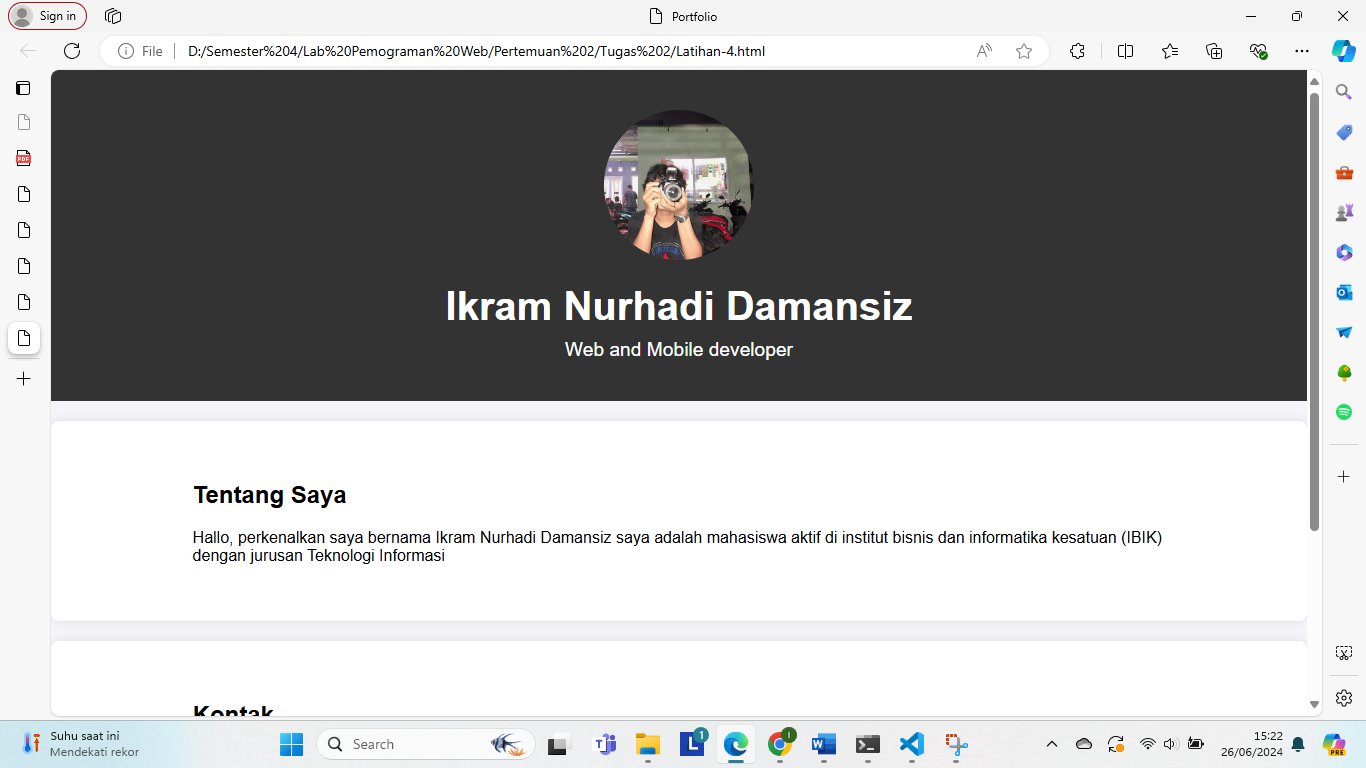 Sign in
Portfolio
File
D:/Semester%204/Lab%20Pemograman%20Web/Pertemuan%202/Tugas%202/Latihan-4.html
Ikram Nurhadi Damansiz
Web and Mobile developer
Tentang Saya
Hallo, perkenalkan saya bernama Ikram Nurhadi Damansiz saya adalah mahasiswa aktif di institut bisnis dan informatika kesatuan (IBIK)
dengan jurusan Teknologi Informasi
Kontak
Suhu saat ini
Mendekati rekor
Search
1
15:22
26/06/2024